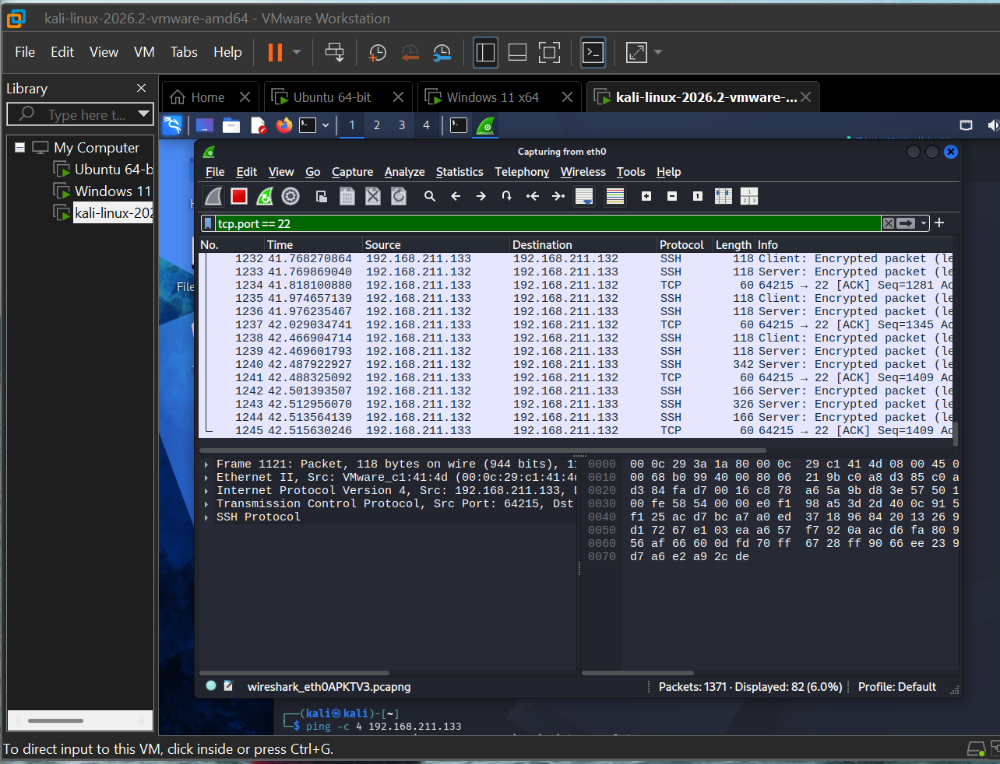 kali-linux-2026.2-vmware-amd64 - VMware Workstation
File Edit View VM Tabs Help
Library
Type here t...
My Computer
Ubuntu 64-b
Windows 11
kali-linux-202
Home
Ubuntu 64-bit
Windows 11 x64
kali-linux-2026.2-vmware-...
1 2 3 4
File
Capturing from eth0
File Edit View Go Capture Analyze Statistics Telephony Wireless Tools Help
tcp.port == 22
No. Time Source Destination Protocol Length Info
1232 41.768270864 192.168.211.133 192.168.211.132 SSH 118 Client: Encrypted packet (le
1233 41.769869040 192.168.211.132 192.168.211.133 SSH 118 Server: Encrypted packet (le
1234 41.818100880 192.168.211.133 192.168.211.132 TCP 60 64215 → 22 [ACK] Seq=1281 Ac
1235 41.974657139 192.168.211.133 192.168.211.132 SSH 118 Client: Encrypted packet (le
1236 41.976235467 192.168.211.132 192.168.211.133 SSH 118 Server: Encrypted packet (le
1237 42.029034741 192.168.211.133 192.168.211.132 TCP 60 64215 → 22 [ACK] Seq=1345 Ac
1238 42.466904714 192.168.211.133 192.168.211.132 SSH 118 Client: Encrypted packet (le
1239 42.469601793 192.168.211.132 192.168.211.133 SSH 118 Server: Encrypted packet (le
1240 42.487922927 192.168.211.132 192.168.211.133 SSH 342 Server: Encrypted packet (le
1241 42.488325092 192.168.211.133 192.168.211.132 TCP 60 64215 → 22 [ACK] Seq=1409 Ac
1242 42.501393507 192.168.211.132 192.168.211.133 SSH 166 Server: Encrypted packet (le
1243 42.512956070 192.168.211.132 192.168.211.133 SSH 326 Server: Encrypted packet (le
1244 42.513564139 192.168.211.132 192.168.211.133 SSH 166 Server: Encrypted packet (le
1245 42.515630246 192.168.211.133 192.168.211.132 TCP 60 64215 → 22 [ACK] Seq=1409 Ac
Frame 1121: Packet, 118 bytes on wire (944 bits), 11
Ethernet II, Src: VMware_c1:41:4d (00:0c:29:c1:41:4d
Internet Protocol Version 4, Src: 192.168.211.133, D
Transmission Control Protocol, Src Port: 64215, Dst
SSH Protocol
0000 00 0c 29 3a 1a 80 00 0c 29 c1 41 4d 08 00 45 0
0010 00 68 b0 99 40 00 80 06 21 9b c0 a8 d3 85 c0 a
0020 d3 84 fa d7 00 16 c8 78 a6 5a 9b d8 3e 57 50 1
0030 00 fe 58 54 00 00 e0 f1 98 a5 3d 2d 40 0c 91 5
0040 f1 25 ac d7 bc a7 a0 ed 37 18 96 84 20 13 26 9
0050 d1 72 67 e1 03 ea a6 57 f7 92 0a ac d6 fa 80 9
0060 56 af 66 60 0d fd 70 ff 67 28 ff 90 66 ee 23 9
0070 d7 a6 e2 a9 2c de
wireshark_eth0APKTV3.pcapng
Packets: 1371 · Displayed: 82 (6.0%)
Profile: Default
┌──(kali㉿kali)-[~]
└─$ ping -c 4 192.168.211.133
To direct input to this VM, click inside or press Ctrl+G.